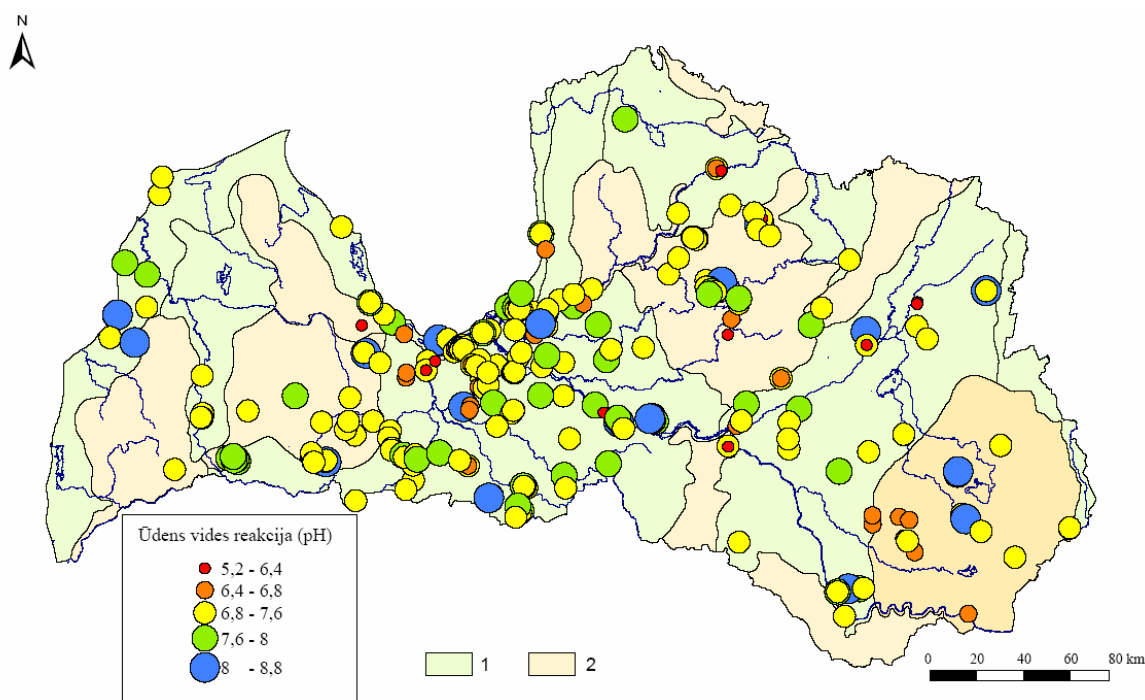 N
Ūdens vides reakcija (pH)
5,2 - 6,4
6,4 - 6,8
6,8 - 7,6
7,6 - 8
8 - 8,8
1
2
0 20 40 60 80 km